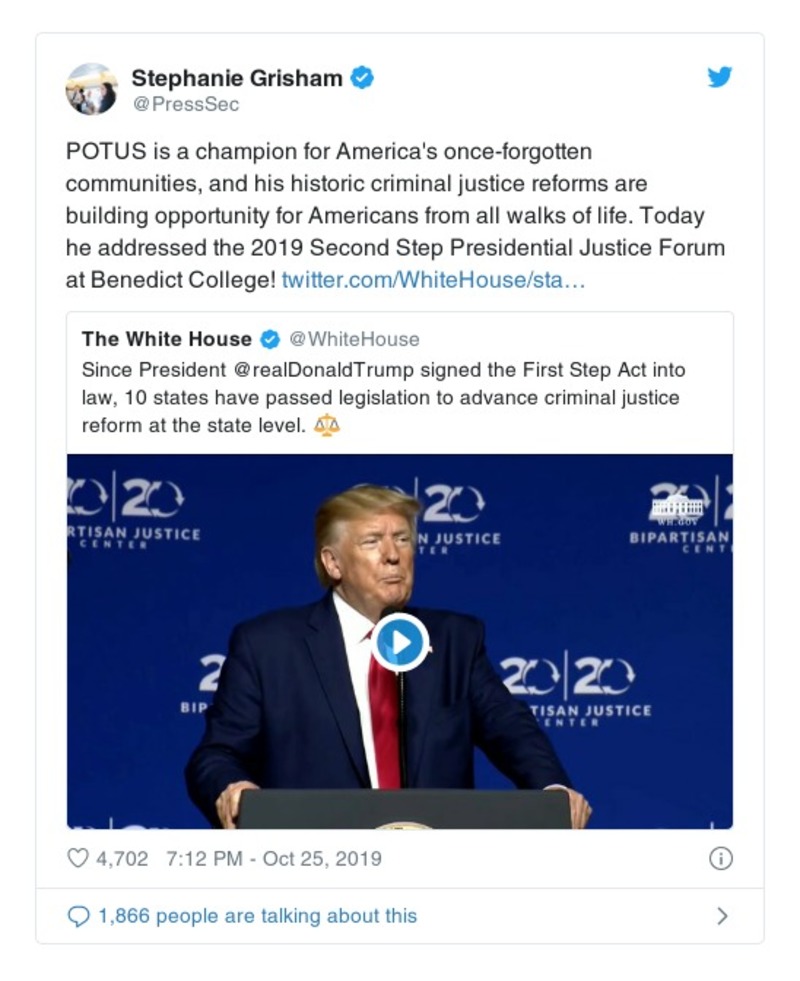 Stephanie Grisham
@PressSec
POTUS is a champion for America's once-forgotten
communities, and his historic criminal justice reforms are
building opportunity for Americans from all walks of life. Today
he addressed the 2019 Second Step Presidential Justice Forum
at Benedict College! twitter.com/WhiteHouse/sta…
The White House @WhiteHouse
Since President @realDonaldTrump signed the First Step Act into
law, 10 states have passed legislation to advance criminal justice
reform at the state level.
20 20 20 2
RTISAN JUSTICE N JUSTICE BIPARTISAN
CENTER TER CENT
WH.GOV
2 20 20
BIP TISAN JUSTICE
ENTER
4,702 7:12 PM - Oct 25, 2019
1,866 people are talking about this